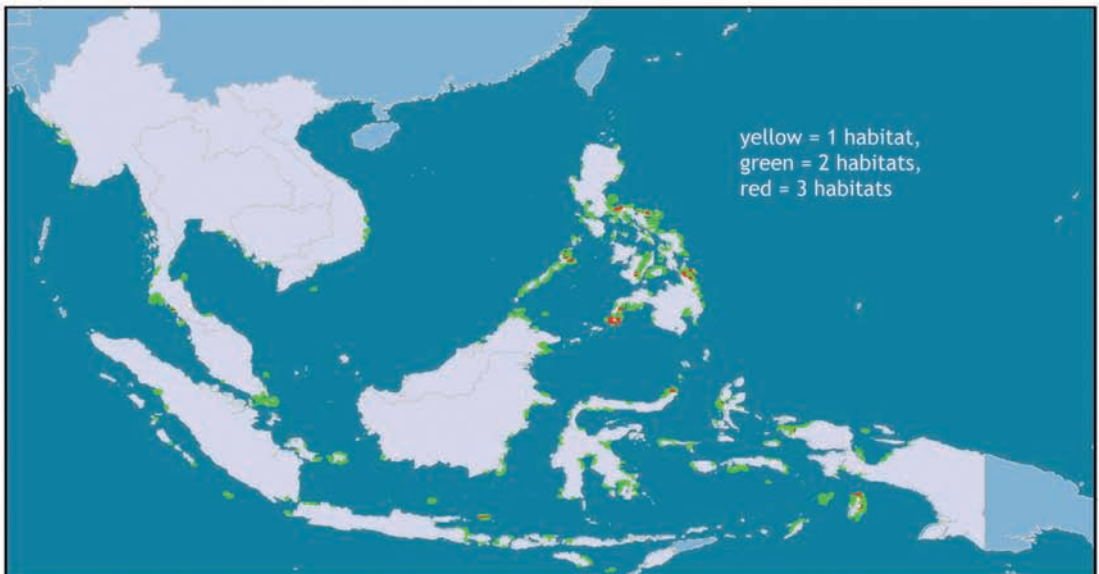 yellow = 1 habitat,
green = 2 habitats,
red = 3 habitats